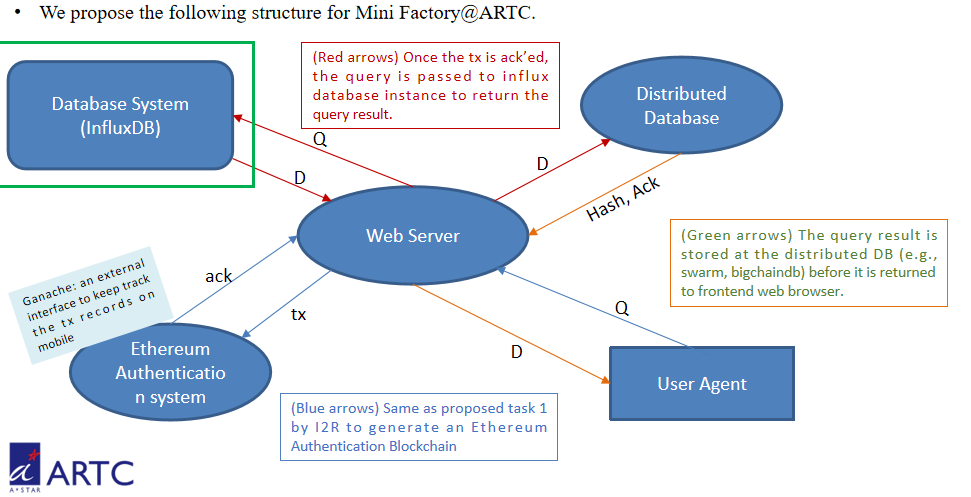 • We propose the following structure for Mini Factory@ARTC.
(Red arrows) Once the tx is ack'ed,
the query is passed to influx
database instance to return the
query result.
Database System
(InfluxDB)
Distributed
Database
Q
D
D
Hash, Ack
Web Server
(Green arrows) The query result is
stored at the distributed DB (e.g.,
swarm, bigchaindb) before it is returned
to frontend web browser.
Ganache: an external
interface to keep track
the tx records on
mobile
ack
tx
Q
D
Ethereum
Authenticatio
n system
User Agent
(Blue arrows) Same as proposed task 1
by I2R to generate an Ethereum
Authentication Blockchain
a
A*STAR
ARTC